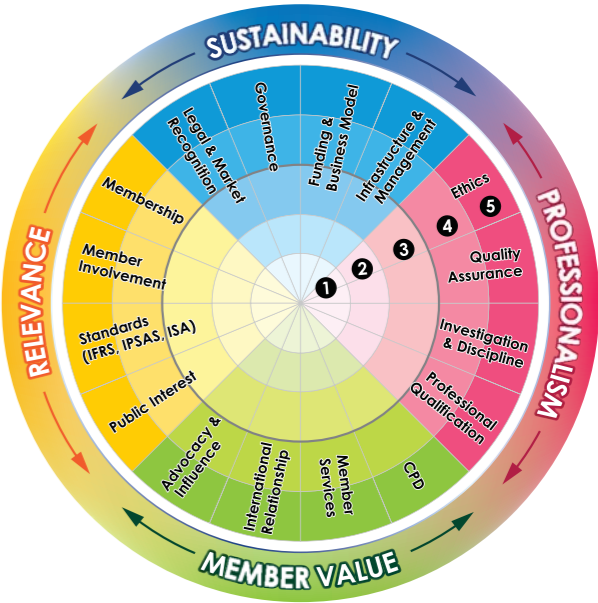 SUSTAINABILITY
Legal & Market
Recognition
Governance
Funding &
Business Model
Infrastructure &
Management
PROFESSIONALISM
Ethics
Quality
Assurance
Investigation
& Discipline
Professional
Qualification
MEMBER VALUE
CPD
Member
Services
International
Relationship
Advocacy &
Influence
RELEVANCE
Public Interest
Standards
(IFRS, IPSAS, ISA)
Member
Involvement
Membership
1
2
3
4
5